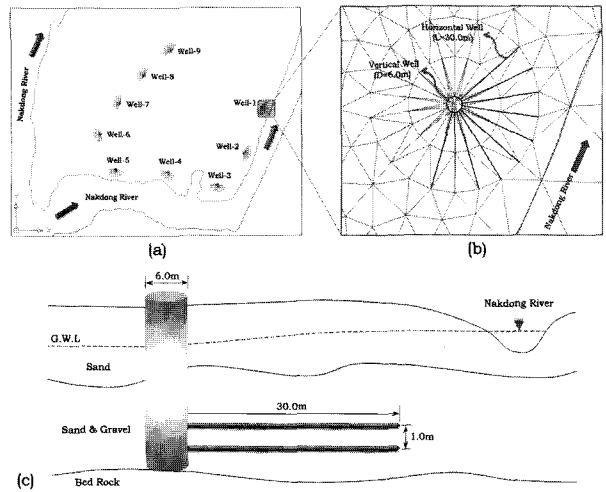 Well-9
Well-8
Well-7
Well-1
Well-6
Well-5
Well-4
Well-2
Well-3
Nakdong River
Nakdong River
(a)
Horizontal Well
(L=30.0m)
Vertical Well
(D=6.0m)
Nakdong River
(b)
6.0m
Nakdong River
G.W.L
Sand
30.0m
Sand & Gravel
1.0m
(c)
Bed Rock